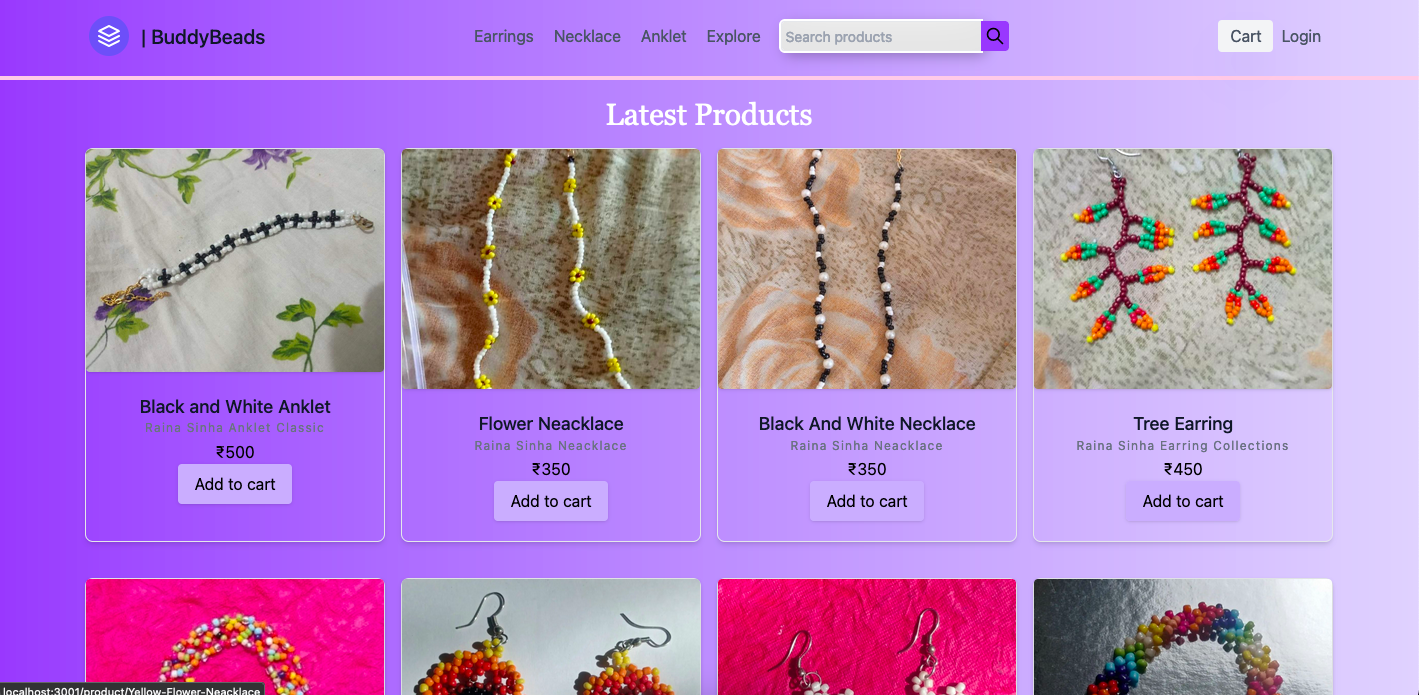 | BuddyBeads
Earrings Necklace Anklet Explore Search products Cart Login
Latest Products
Black and White Anklet
Raina Sinha Anklet Classic
₹500
Add to cart
Flower Neacklace
Raina Sinha Neacklace
₹350
Add to cart
Black And White Necklace
Raina Sinha Neacklace
₹350
Add to cart
Tree Earring
Raina Sinha Earring Collections
₹450
Add to cart
localhost:3001/product/Yellow-Flower-Neacklace